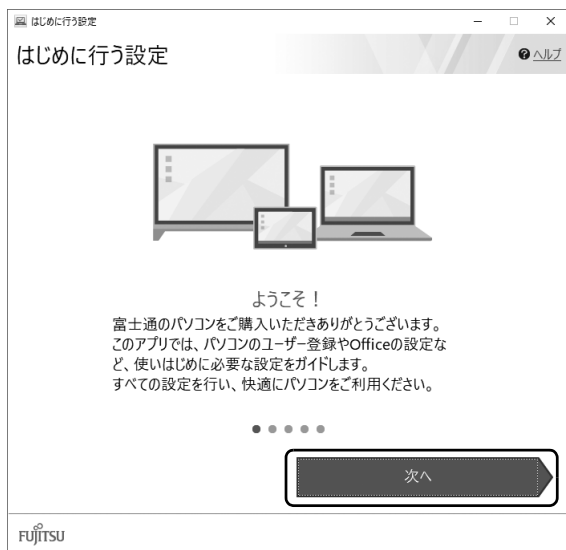 はじめに行う設定
はじめに行う設定
ヘルプ
ようこそ！
富士通のパソコンをご購入いただきありがとうございます。
このアプリでは、パソコンのユーザー登録やOfficeの設定な
ど、使いはじめに必要な設定をガイドします。
すべての設定を行い、快適にパソコンをご利用ください。
次へ
FUJITSU